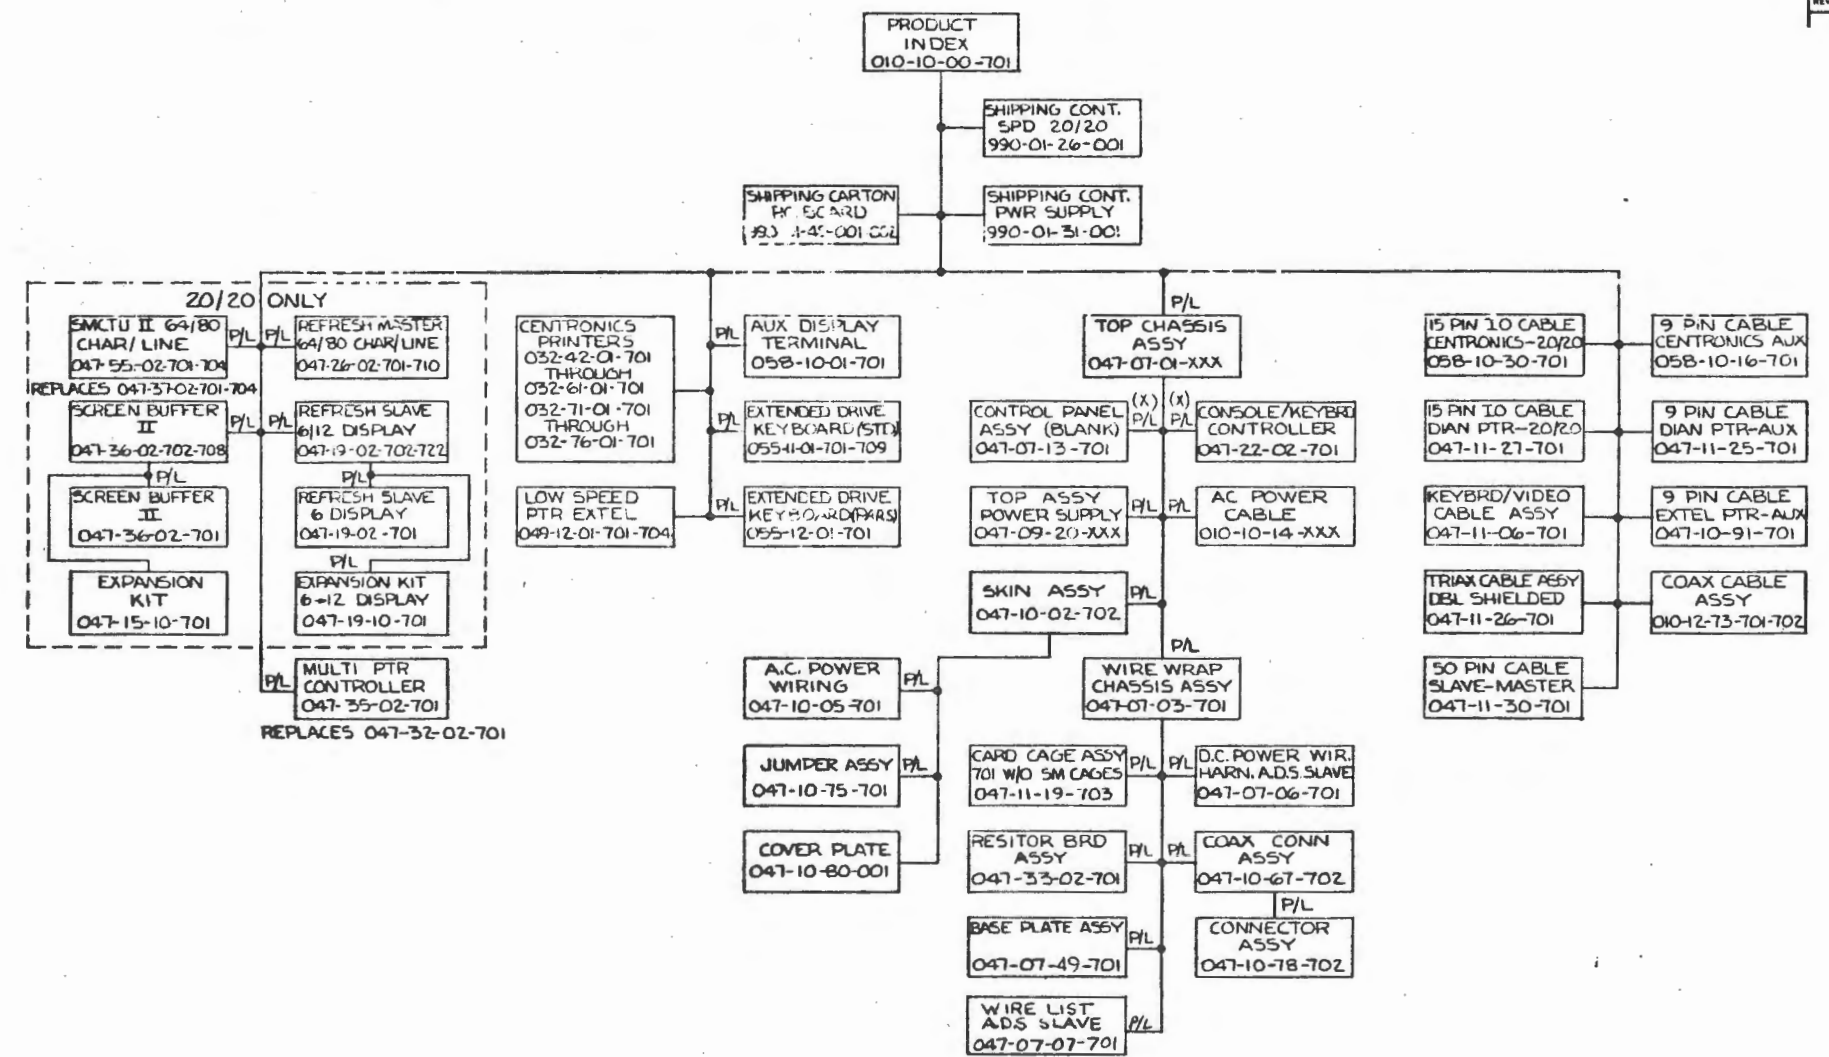 REV
PRODUCT
INDEX
010-10-00-701
SHIPPING CONT.
SPD 20/20
990-01-26-001
SHIPPING CARTON
SHIPPING CONT.
PWR SUPPLY
990-01-31-001
20/20 ONLY
SMCTU II 64/80
CHAR/LINE
047-55-02-701-704
P/L
P/L
REFRESH MASTER
64/80 CHAR/LINE
047-26-02-701-710
REPLACES 047-37-02-701-704
SCREEN BUFFER
II
047-36-02-702-708
P/L
P/L
REFRESH SLAVE
6/12 DISPLAY
047-19-02-702-722
P/L
P/L
SCREEN BUFFER
II
047-36-02-701
REFRESH SLAVE
6 DISPLAY
047-19-02-701
P/L
EXPANSION
KIT
047-15-10-701
EXPANSION KIT
6-12 DISPLAY
047-19-10-701
P/L
MULTI PTR
CONTROLLER
047-35-02-701
REPLACES 047-32-02-701
CENTRONICS
PRINTERS
032-42-01-701
THROUGH
032-61-01-701
032-71-01-701
THROUGH
032-76-01-701
P/L
AUX DISPLAY
TERMINAL
058-10-01-701
P/L
EXTENDED DRIVE
KEYBOARD (STD)
055-11-01-701-709
LOW SPEED
PTR EXTEL
049-12-01-701-704
P/L
EXTENDED DRIVE
KEYBOARD (PARS)
055-12-01-701
P/L
TOP CHASSIS
ASSY
047-07-01-XXX
CONTROL PANEL
ASSY (BLANK)
047-07-13-701
(X)
P/L
(X)
P/L
CONSOLE/KEYBRD
CONTROLLER
047-22-02-701
TOP ASSY
POWER SUPPLY
047-09-20-XXX
P/L
P/L
AC POWER
CABLE
010-10-14-XXX
SKIN ASSY
047-10-02-702
P/L
A.C. POWER
WIRING
047-10-05-701
P/L
JUMPER ASSY
047-10-75-701
P/L
COVER PLATE
047-10-80-001
P/L
WIRE WRAP
CHASSIS ASSY
047-07-03-701
CARD CAGE ASSY
701 W/O SM CAGES
047-11-19-703
P/L
P/L
D.C. POWER WIR.
HARN. A.D.S. SLAVE
047-07-06-701
RESITOR BRD
ASSY
047-33-02-701
P/L
P/L
COAX CONN
ASSY
047-10-67-702
P/L
BASE PLATE ASSY
047-07-49-701
P/L
CONNECTOR
ASSY
047-10-78-702
WIRE LIST
A.D.S SLAVE
047-07-07-701
P/L
15 PIN IO CABLE
CENTRONICS-20/20
058-10-30-701
9 PIN CABLE
CENTRONICS AUX
058-10-16-701
15 PIN IO CABLE
DIAN PTR-20/20
047-11-27-701
9 PIN CABLE
DIAN PTR-AUX
047-11-25-701
KEYBRD/VIDEO
CABLE ASSY
047-11-06-701
9 PIN CABLE
EXTEL PTR-AUX
047-10-91-701
TRIAX CABLE ASSY
DBL SHIELDED
047-11-26-701
COAX CABLE
ASSY
010-12-73-701-702
50 PIN CABLE
SLAVE-MASTER
047-11-30-701